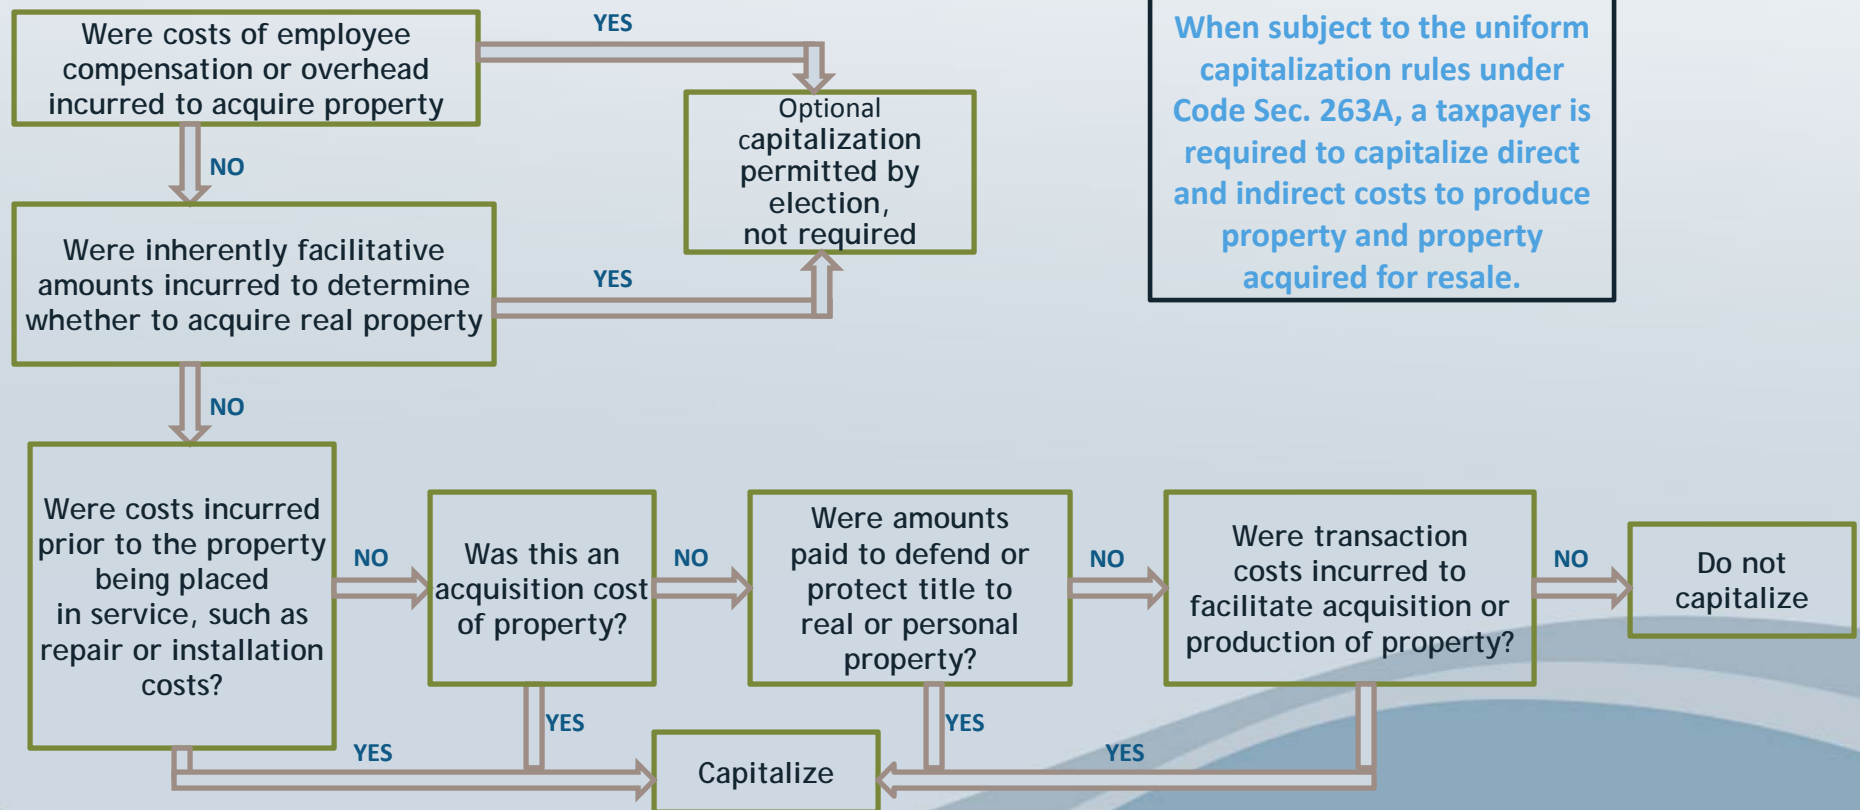 Were costs of employee
compensation or overhead
incurred to acquire property
YES
NO
Optional
capitalization
permitted by
election,
not required
When subject to the uniform
capitalization rules under
Code Sec. 263A, a taxpayer is
required to capitalize direct
and indirect costs to produce
property and property
acquired for resale.
Were inherently facilitative
amounts incurred to determine
whether to acquire real property
YES
NO
Were costs incurred
prior to the property
being placed
in service, such as
repair or installation
costs?
NO
YES
Was this an
acquisition cost
of property?
NO
YES
Were amounts
paid to defend or
protect title to
real or personal
property?
NO
YES
Were transaction
costs incurred to
facilitate acquisition or
production of property?
NO
YES
Do not
capitalize
Capitalize